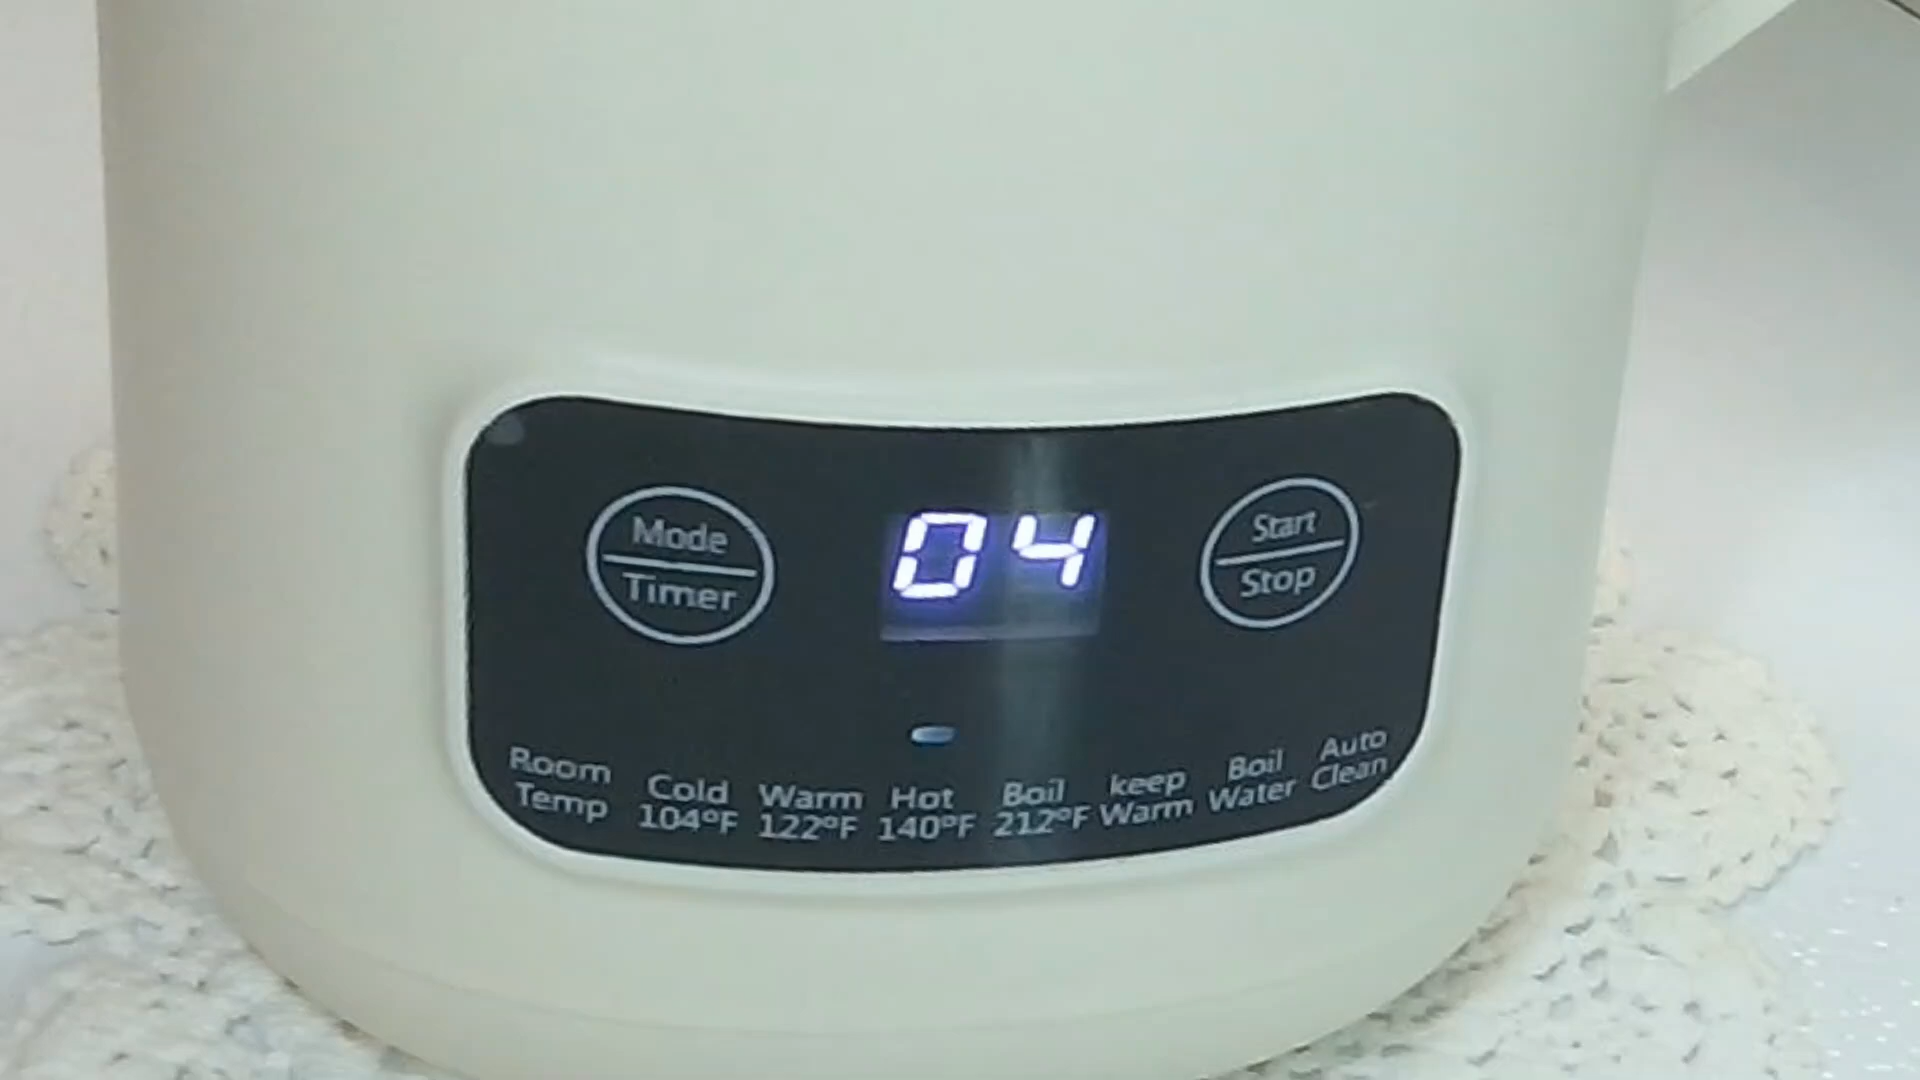 Mode
Timer
04
Start
Stop
Room
Temp
Cold
104°F
Warm
122°F
Hot
140°F
Boil
212°F
keep
Warm
Boil
Water
Auto
Clean